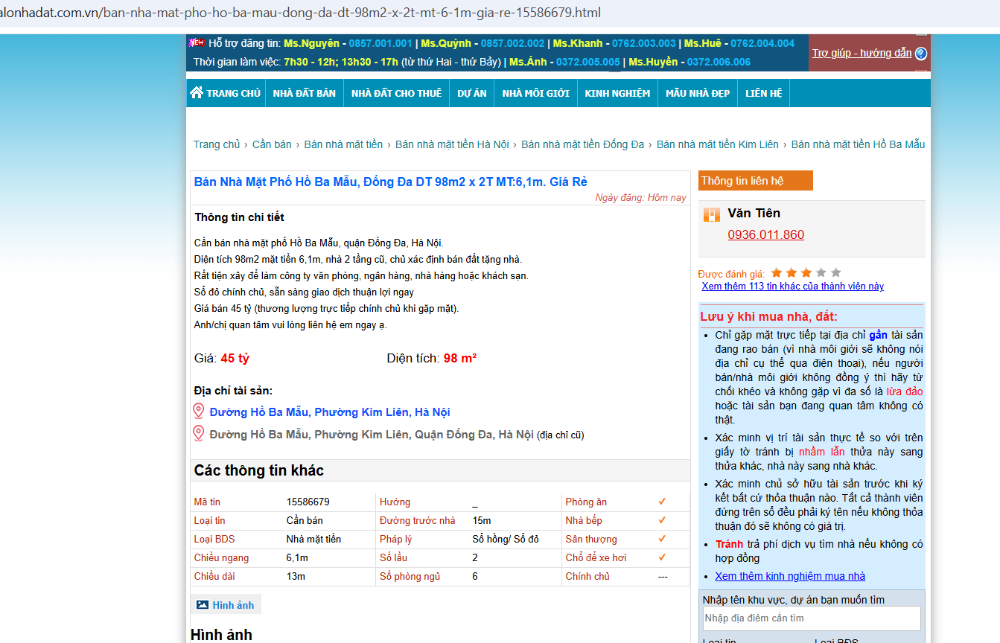 alonhadat.com.vn/ban-nha-mat-pho-ho-ba-mau-dong-da-dt-98m2-x-2t-mt-6-1m-gia-re-15586679.html
NEW Hỗ trợ đăng tin: Ms.Nguyên - 0857.001.001 | Ms.Quỳnh - 0857.002.002 | Ms.Khanh - 0762.003.003 | Ms.Huê - 0762.004.004
Thời gian làm việc: 7h30 - 12h; 13h30 - 17h (từ thứ Hai - thứ Bảy) | Ms.Ánh - 0372.005.005 | Ms.Huyền - 0372.006.006
Trợ giúp - hướng dẫn ?
TRANG CHỦ NHÀ ĐẤT BÁN NHÀ ĐẤT CHO THUÊ DỰ ÁN NHÀ MÔI GIỚI KINH NGHIỆM MẪU NHÀ ĐẸP LIÊN HỆ
Trang chủ › Cần bán › Bán nhà mặt tiền › Bán nhà mặt tiền Hà Nội › Bán nhà mặt tiền Đống Đa › Bán nhà mặt tiền Kim Liên › Bán nhà mặt tiền Hồ Ba Mẫu
Bán Nhà Mặt Phố Hồ Ba Mẫu, Đống Đa DT 98m2 x 2T MT:6,1m. Giá Rẻ
Ngày đăng: Hôm nay
Thông tin chi tiết
Cần bán nhà mặt phố Hồ Ba Mẫu, quận Đống Đa, Hà Nội.
Diện tích 98m2 mặt tiền 6,1m, nhà 2 tầng cũ, chủ xác định bán đất tặng nhà.
Rất tiện xây để làm công ty văn phòng, ngân hàng, nhà hàng hoặc khách sạn.
Sổ đỏ chính chủ, sẵn sàng giao dịch thuận lợi ngay
Giá bán 45 tỷ (thương lượng trực tiếp chính chủ khi gặp mặt).
Anh/chị quan tâm vui lòng liên hệ em ngay ạ.
Giá: 45 tỷ Diện tích: 98 m²
Địa chỉ tài sản:
Đường Hồ Ba Mẫu, Phường Kim Liên, Hà Nội
Đường Hồ Ba Mẫu, Phường Kim Liên, Quận Đống Đa, Hà Nội (địa chỉ cũ)
Các thông tin khác
Mã tin 15586679 Hướng _ Phòng ăn ✓
Loại tin Cần bán Đường trước nhà 15m Nhà bếp ✓
Loại BDS Nhà mặt tiền Pháp lý Sổ hồng/ Sổ đỏ Sân thượng ✓
Chiều ngang 6,1m Số lầu 2 Chổ để xe hơi ✓
Chiều dài 13m Số phòng ngủ 6 Chính chủ ---
Hình ảnh
Hình ảnh
Thông tin liên hệ
Văn Tiên
0936.011.860
Được đánh giá:
Xem thêm 113 tin khác của thành viên này
Lưu ý khi mua nhà, đất:
• Chỉ gặp mặt trực tiếp tại địa chỉ gần tài sản
đang rao bán (vì nhà môi giới sẽ không nói
địa chỉ cụ thể qua điện thoại), nếu người
bán/nhà môi giới không đồng ý thì hãy từ
chối khéo và không gặp vì đa số là lừa đảo
hoặc tài sản bạn đang quan tâm không có
thật.
• Xác minh vị trí tài sản thực tế so với trên
giấy tờ tránh bị nhầm lẫn thửa này sang
thửa khác, nhà này sang nhà khác.
• Xác minh chủ sở hữu tài sản trước khi ký
kết bất cứ thỏa thuận nào. Tất cả thành viên
đứng trên sổ đều phải ký tên nếu không thỏa
thuận đó sẽ không có giá trị.
• Tránh trả phí dịch vụ tìm nhà nếu không có
hợp đồng
• Xem thêm kinh nghiệm mua nhà
Nhập tên khu vực, dự án bạn muốn tìm
Nhập địa điểm cần tìm
Loại tin Loại BĐS